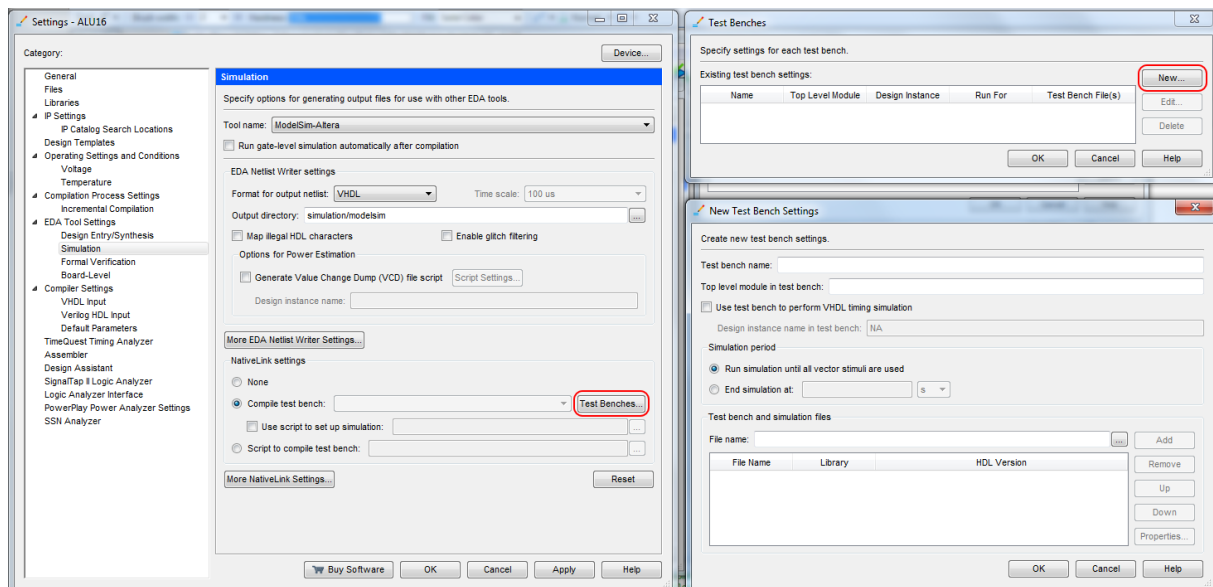 Settings - ALU16
Category:
Device...
General
Files
Libraries
IP Settings
IP Catalog Search Locations
Design Templates
Operating Settings and Conditions
Voltage
Temperature
Compilation Process Settings
Incremental Compilation
EDA Tool Settings
Design Entry/Synthesis
Simulation
Formal Verification
Board-Level
Compiler Settings
VHDL Input
Verilog HDL Input
Default Parameters
TimeQuest Timing Analyzer
Assembler
Design Assistant
SignalTap II Logic Analyzer
Logic Analyzer Interface
PowerPlay Power Analyzer Settings
SSN Analyzer
Simulation
Specify options for generating output files for use with other EDA tools.
Tool name: ModelSim-Altera
Run gate-level simulation automatically after compilation
EDA Netlist Writer settings
Format for output netlist: VHDL Time scale: 100 us
Output directory: simulation/modelsim ...
Map illegal HDL characters Enable glitch filtering
Options for Power Estimation
Generate Value Change Dump (VCD) file script Script Settings...
Design instance name:
More EDA Netlist Writer Settings...
NativeLink settings
None
Compile test bench: Test Benches...
Use script to set up simulation: ...
Script to compile test bench: ...
More NativeLink Settings... Reset
Buy Software OK Cancel Apply Help
Test Benches
Specify settings for each test bench.
Existing test bench settings:
New...
Name Top Level Module Design Instance Run For Test Bench File(s)
Edit...
Delete
OK Cancel Help
New Test Bench Settings
Create new test bench settings.
Test bench name:
Top level module in test bench:
Use test bench to perform VHDL timing simulation
Design instance name in test bench: NA
Simulation period
Run simulation until all vector stimuli are used
End simulation at: s
Test bench and simulation files
File name: ... Add
File Name Library HDL Version
Remove
Up
Down
Properties...
OK Cancel Help